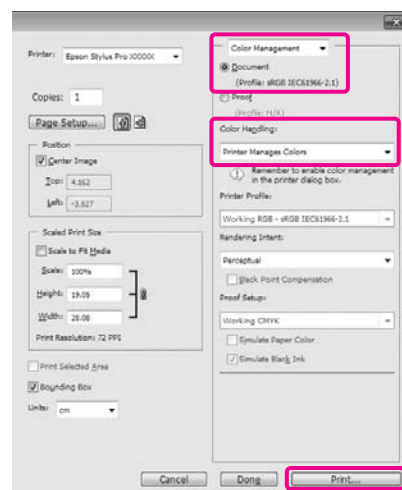 Printer: Epson Stylus Pro XXXXX
Copies: 1
Page Setup...
Position
Center Image
Top: 4.162
Left: -3.527
Scaled Print Size
Scale to Fit Media
Scale: 100%
Height: 19.05
Width: 28.08
Print Resolution: 72 PPI
Print Selected Area
Bounding Box
Units: cm
Color Management
Document
(Profile: sRGB IEC61966-2.1)
Proof
(Profile: N/A)
Color Handling:
Printer Manages Colors
Remember to enable color management
in the printer dialog box.
Printer Profile:
Working RGB - sRGB IEC61966-2.1
Rendering Intent:
Perceptual
Black Point Compensation
Proof Setup:
Working CMYK
Simulate Paper Color
Simulate Black Ink
Cancel
Done
Print...